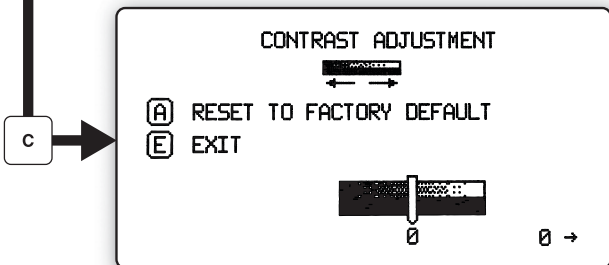 CONTRAST ADJUSTMENT
C
A RESET TO FACTORY DEFAULT
E EXIT
0 0 →